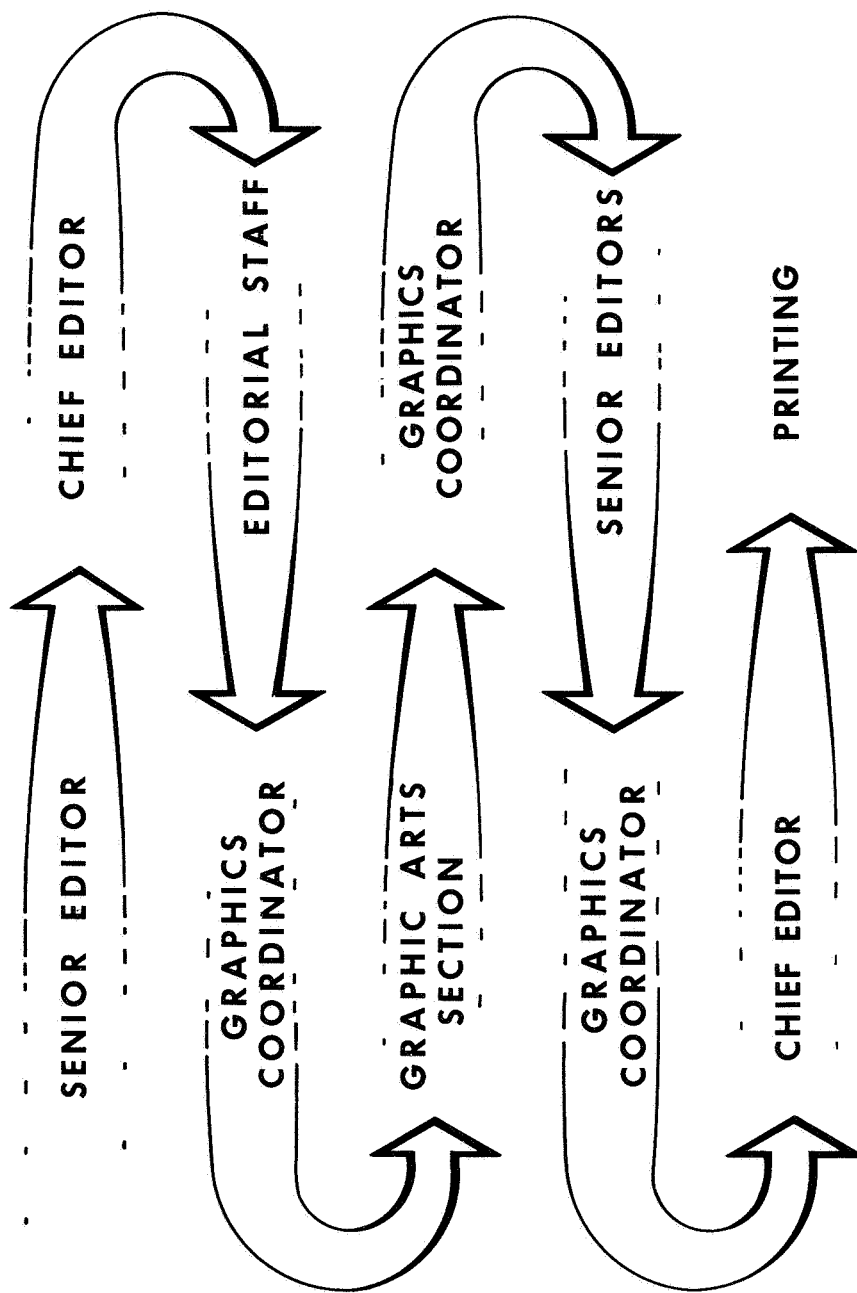 SENIOR EDITOR
CHIEF EDITOR
EDITORIAL STAFF
GRAPHICS
COORDINATOR
GRAPHIC ARTS
SECTION
GRAPHICS
COORDINATOR
SENIOR EDITORS
GRAPHICS
COORDINATOR
CHIEF EDITOR
PRINTING